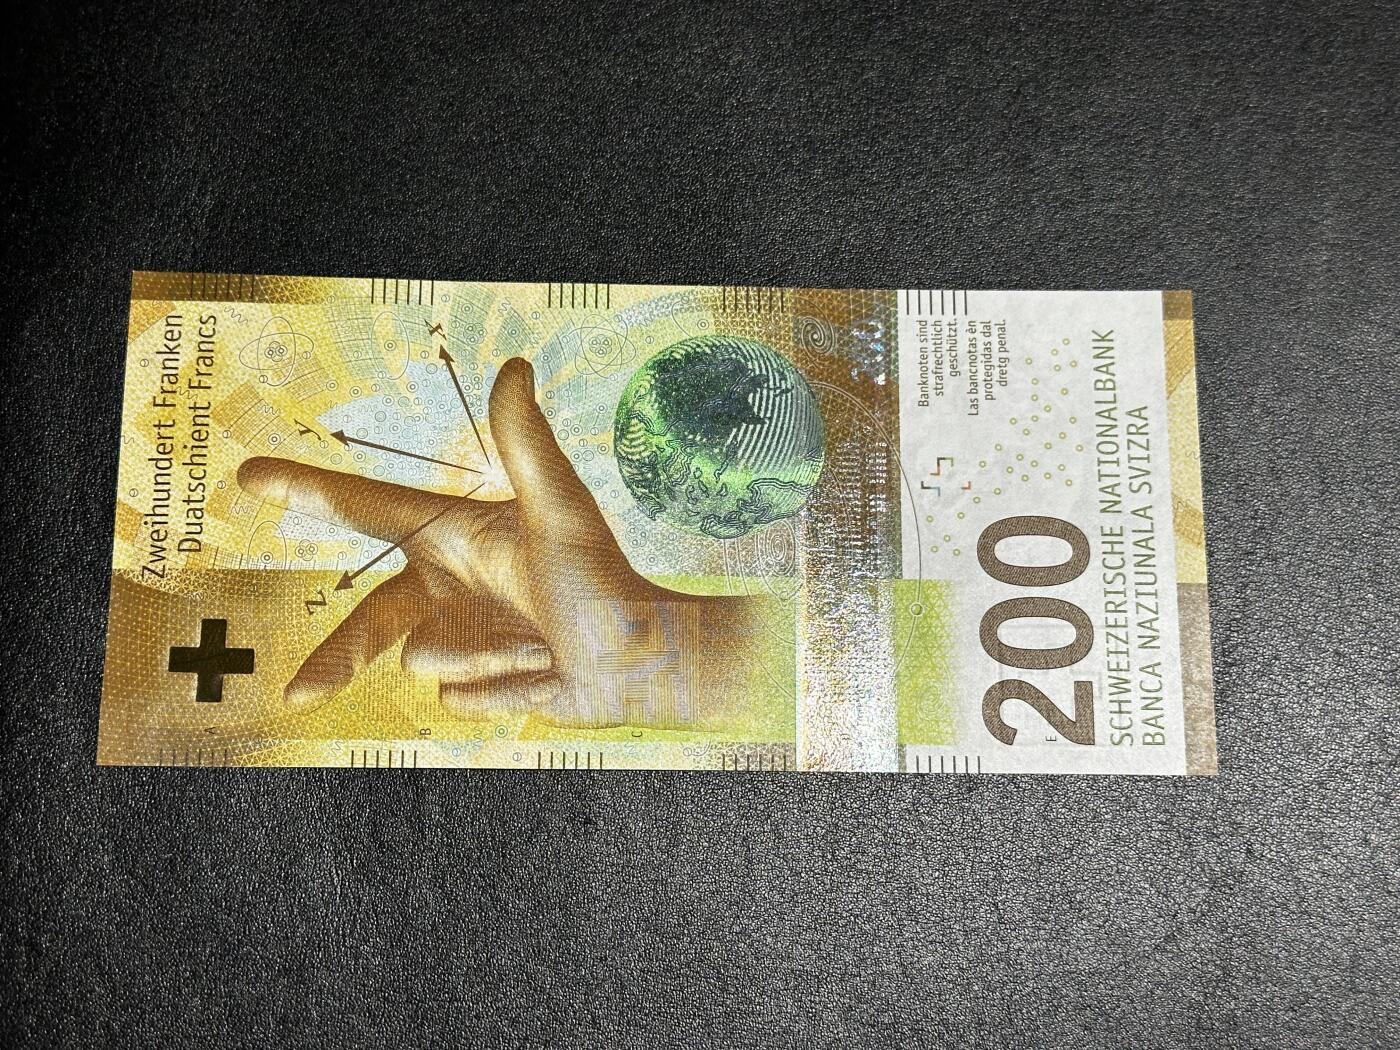 Zweihundert Franken
Duatschient Francs
x
y
z
A
B
C
Banknoten sind
strafrechtlich
geschützt.
Las bancnotas èn
protegidas dal
dretg penal.
E
200
SCHWEIZERISCHE NATIONALBANK
BANCA NAZIUNALA SVIZRA